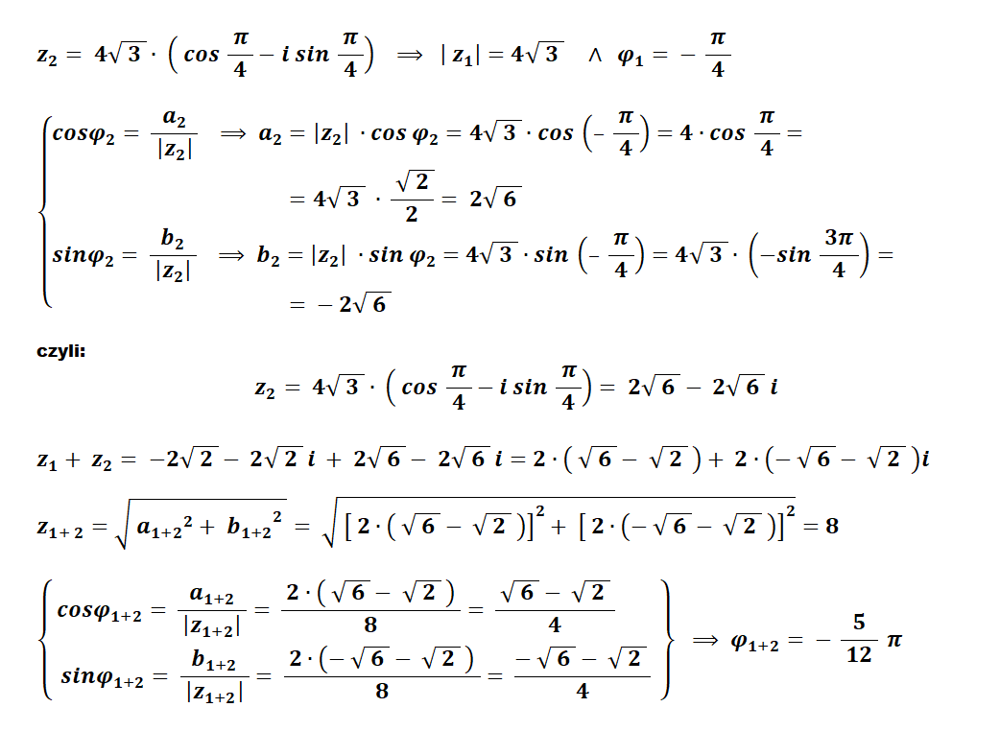 z₂ = 4√3 · (cos π/4 − i sin π/4) ⟹ |z₁| = 4√3 ∧ φ₁ = − π/4
{ cosφ₂ = a₂/|z₂| ⟹ a₂ = |z₂| · cos φ₂ = 4√3 · cos (− π/4) = 4 · cos π/4 =
= 4√3 · √2/2 = 2√6
sinφ₂ = b₂/|z₂| ⟹ b₂ = |z₂| · sin φ₂ = 4√3 · sin (− π/4) = 4√3 · (−sin 3π/4) =
= − 2√6
czyli:
z₂ = 4√3 · (cos π/4 − i sin π/4) = 2√6 − 2√6 i
z₁ + z₂ = −2√2 − 2√2 i + 2√6 − 2√6 i = 2 · (√6 − √2) + 2 · (−√6 − √2)i
z₁₊₂ = √(a₁₊₂² + b₁₊₂²) = √([2 · (√6 − √2)]² + [2 · (−√6 − √2)]²) = 8
{ cosφ₁₊₂ = a₁₊₂/|z₁₊₂| = 2 · (√6 − √2)/8 = (√6 − √2)/4
sinφ₁₊₂ = b₁₊₂/|z₁₊₂| = 2 · (−√6 − √2)/8 = (−√6 − √2)/4 } ⟹ φ₁₊₂ = − 5/12 π